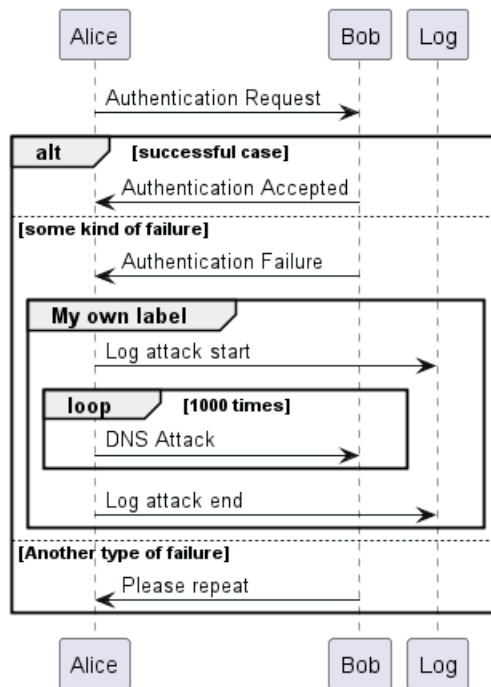 Alice Bob Log
Authentication Request
alt [successful case]
Authentication Accepted
[some kind of failure]
Authentication Failure
My own label
Log attack start
loop [1000 times]
DNS Attack
Log attack end
[Another type of failure]
Please repeat
Alice Bob Log